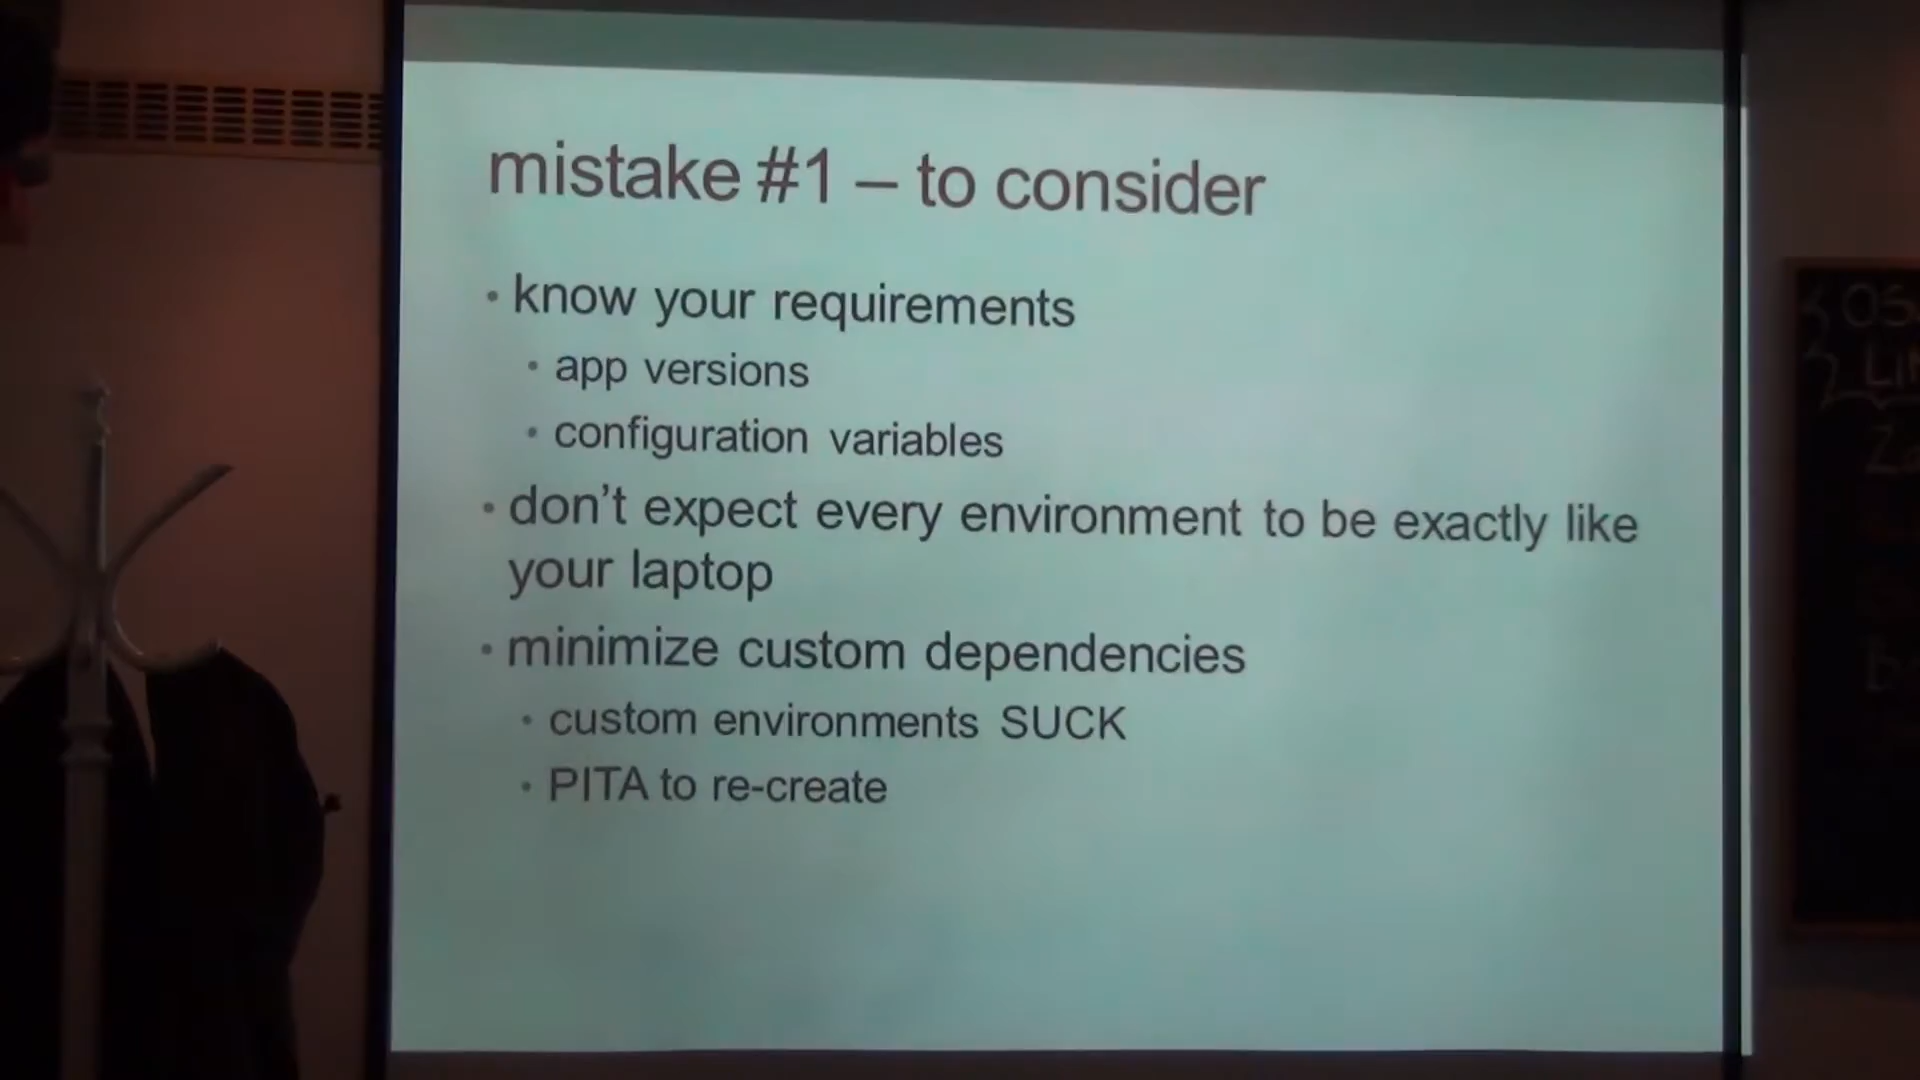 mistake #1 – to consider
• know your requirements
• app versions
• configuration variables
• don't expect every environment to be exactly like
your laptop
• minimize custom dependencies
• custom environments SUCK
• PITA to re-create